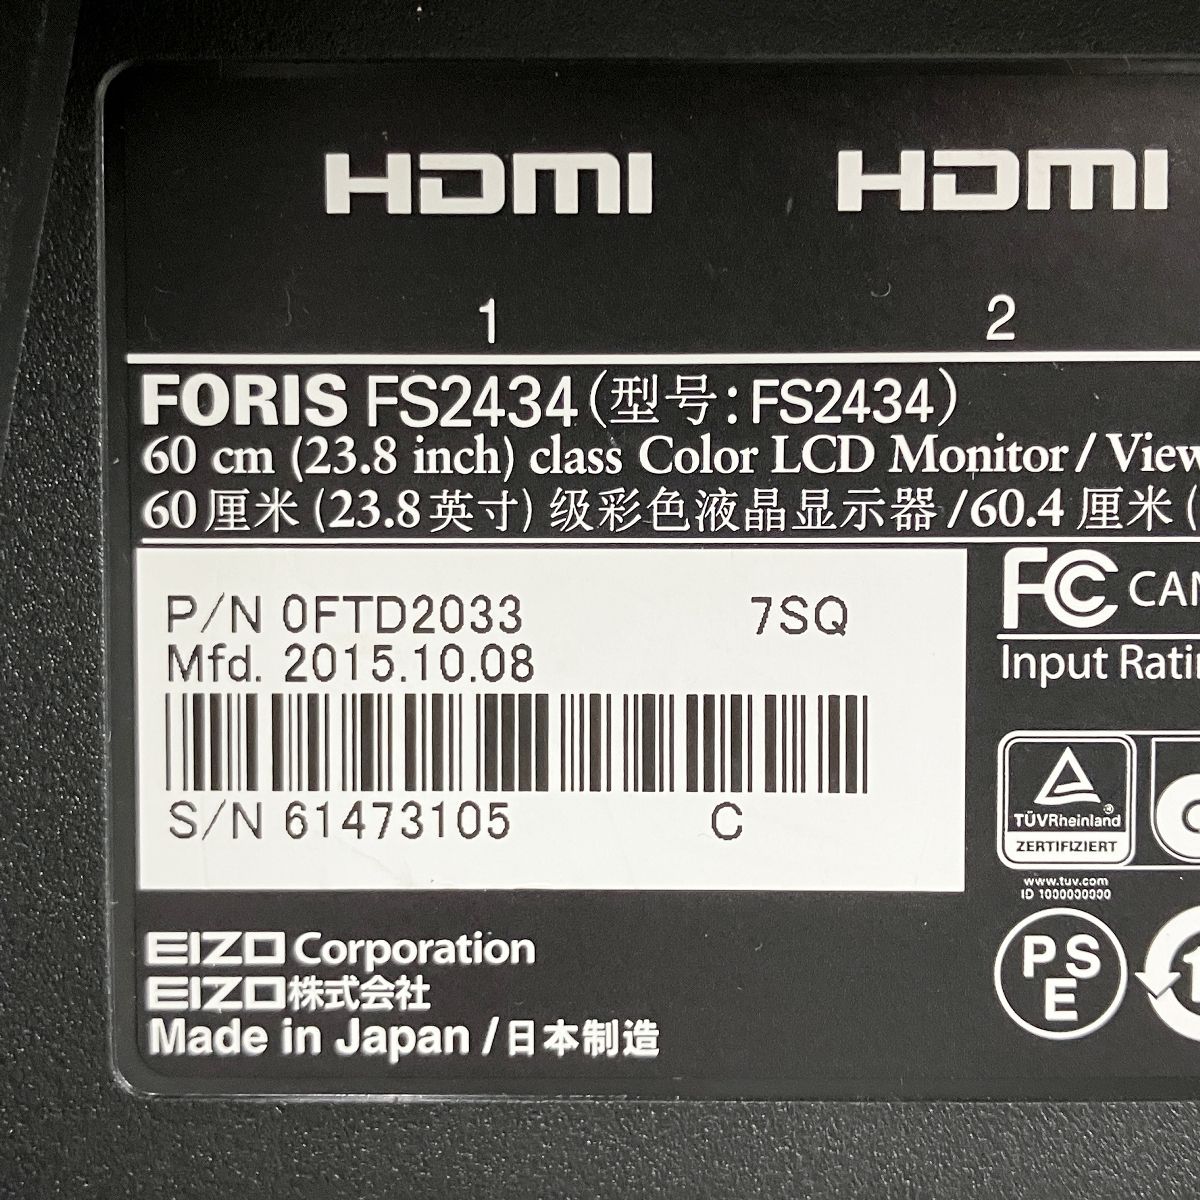 HDMI HDMI
1 2
FORIS FS2434(型号:FS2434)
60 cm (23.8 inch) class Color LCD Monitor/View
60厘米(23.8英寸)级彩色液晶显示器/60.4厘米(
P/N 0FTD2033 7SQ
Mfd. 2015.10.08
S/N 61473105 C
FC CAN
Input Ratin
TÜVRheinland®
ZERTIFIZIERT
www.tuv.com
ID 1000000000
PSE
EIZO Corporation
EIZO株式会社
Made in Japan/日本制造